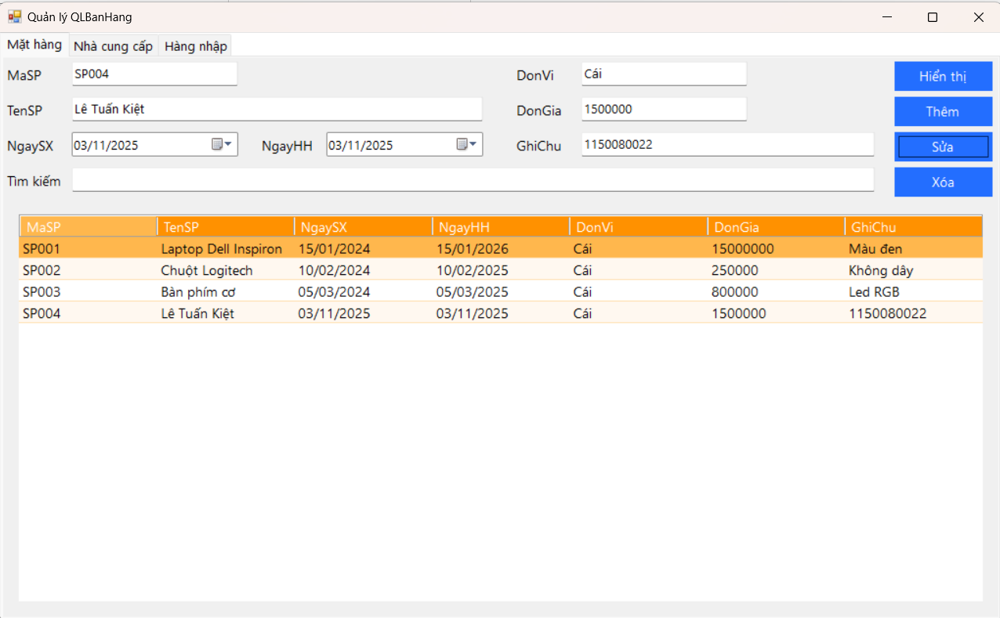 Quản lý QLBanHang
Mặt hàng Nhà cung cấp Hàng nhập
MaSP SP004 DonVi Cái Hiển thị
TenSP Lê Tuấn Kiệt DonGia 1500000 Thêm
NgaySX 03/11/2025 NgayHH 03/11/2025 GhiChu 1150080022 Sửa
Tìm kiếm Xóa
MaSP TenSP NgaySX NgayHH DonVi DonGia GhiChu
SP001 Laptop Dell Inspiron 15/01/2024 15/01/2026 Cái 15000000 Màu đen
SP002 Chuột Logitech 10/02/2024 10/02/2025 Cái 250000 Không dây
SP003 Bàn phím cơ 05/03/2024 05/03/2025 Cái 800000 Led RGB
SP004 Lê Tuấn Kiệt 03/11/2025 03/11/2025 Cái 1500000 1150080022